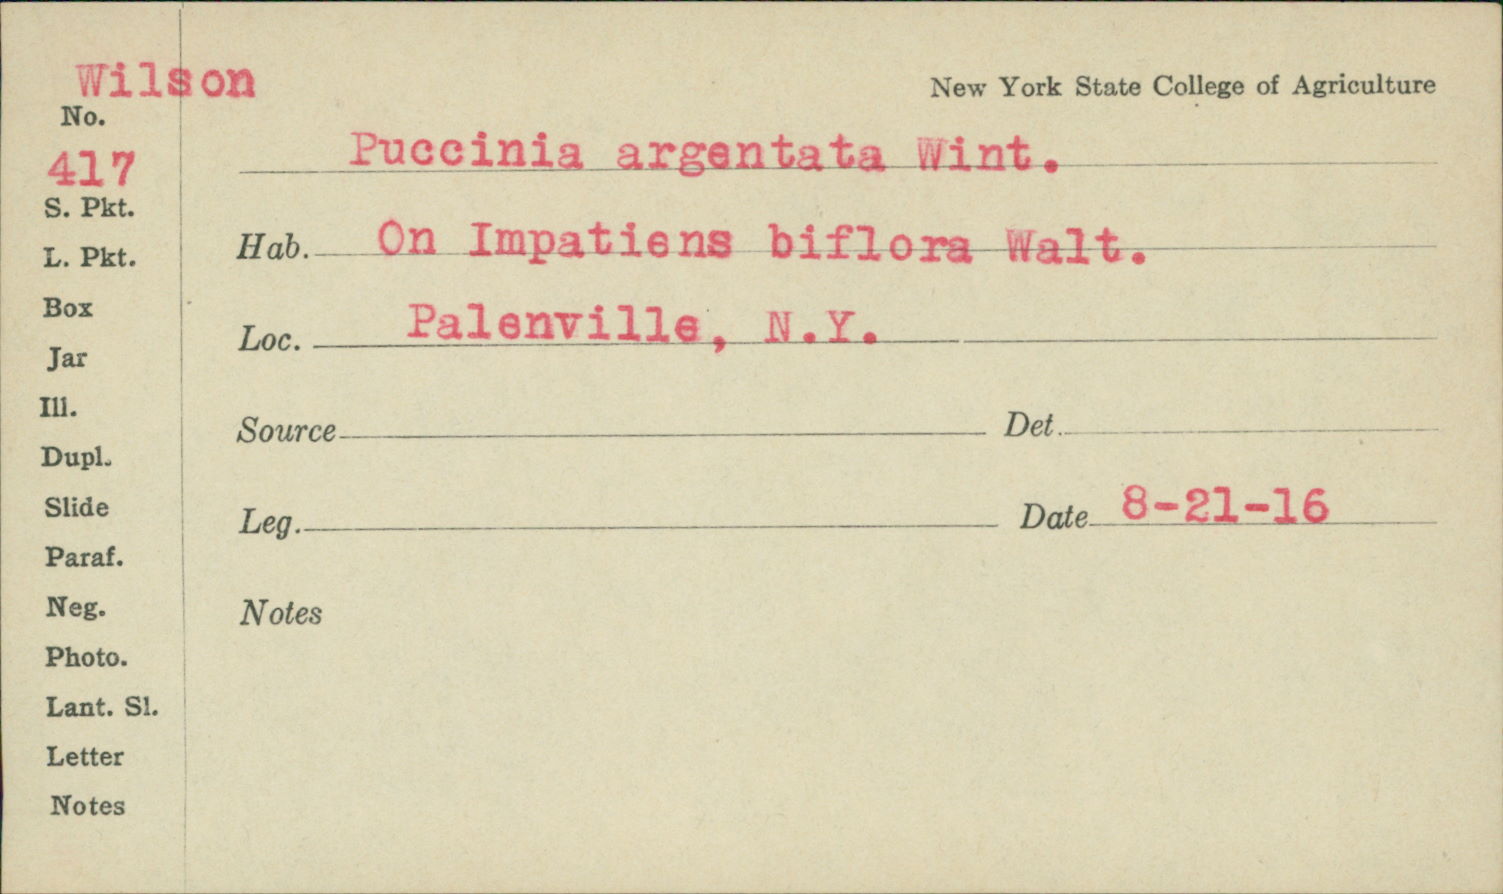 Wilson
New York State College of Agriculture
No.
417
Puccinia argentata Wint.
S. Pkt.
Hab. On Impatiens biflora Walt.
L. Pkt.
Box
Loc. Palenville, N.Y.
Jar
Ill.
Source Det.
Dupl.
Slide
Leg. Date 8-21-16
Paraf.
Neg.
Notes
Photo.
Lant. Sl.
Letter
Notes